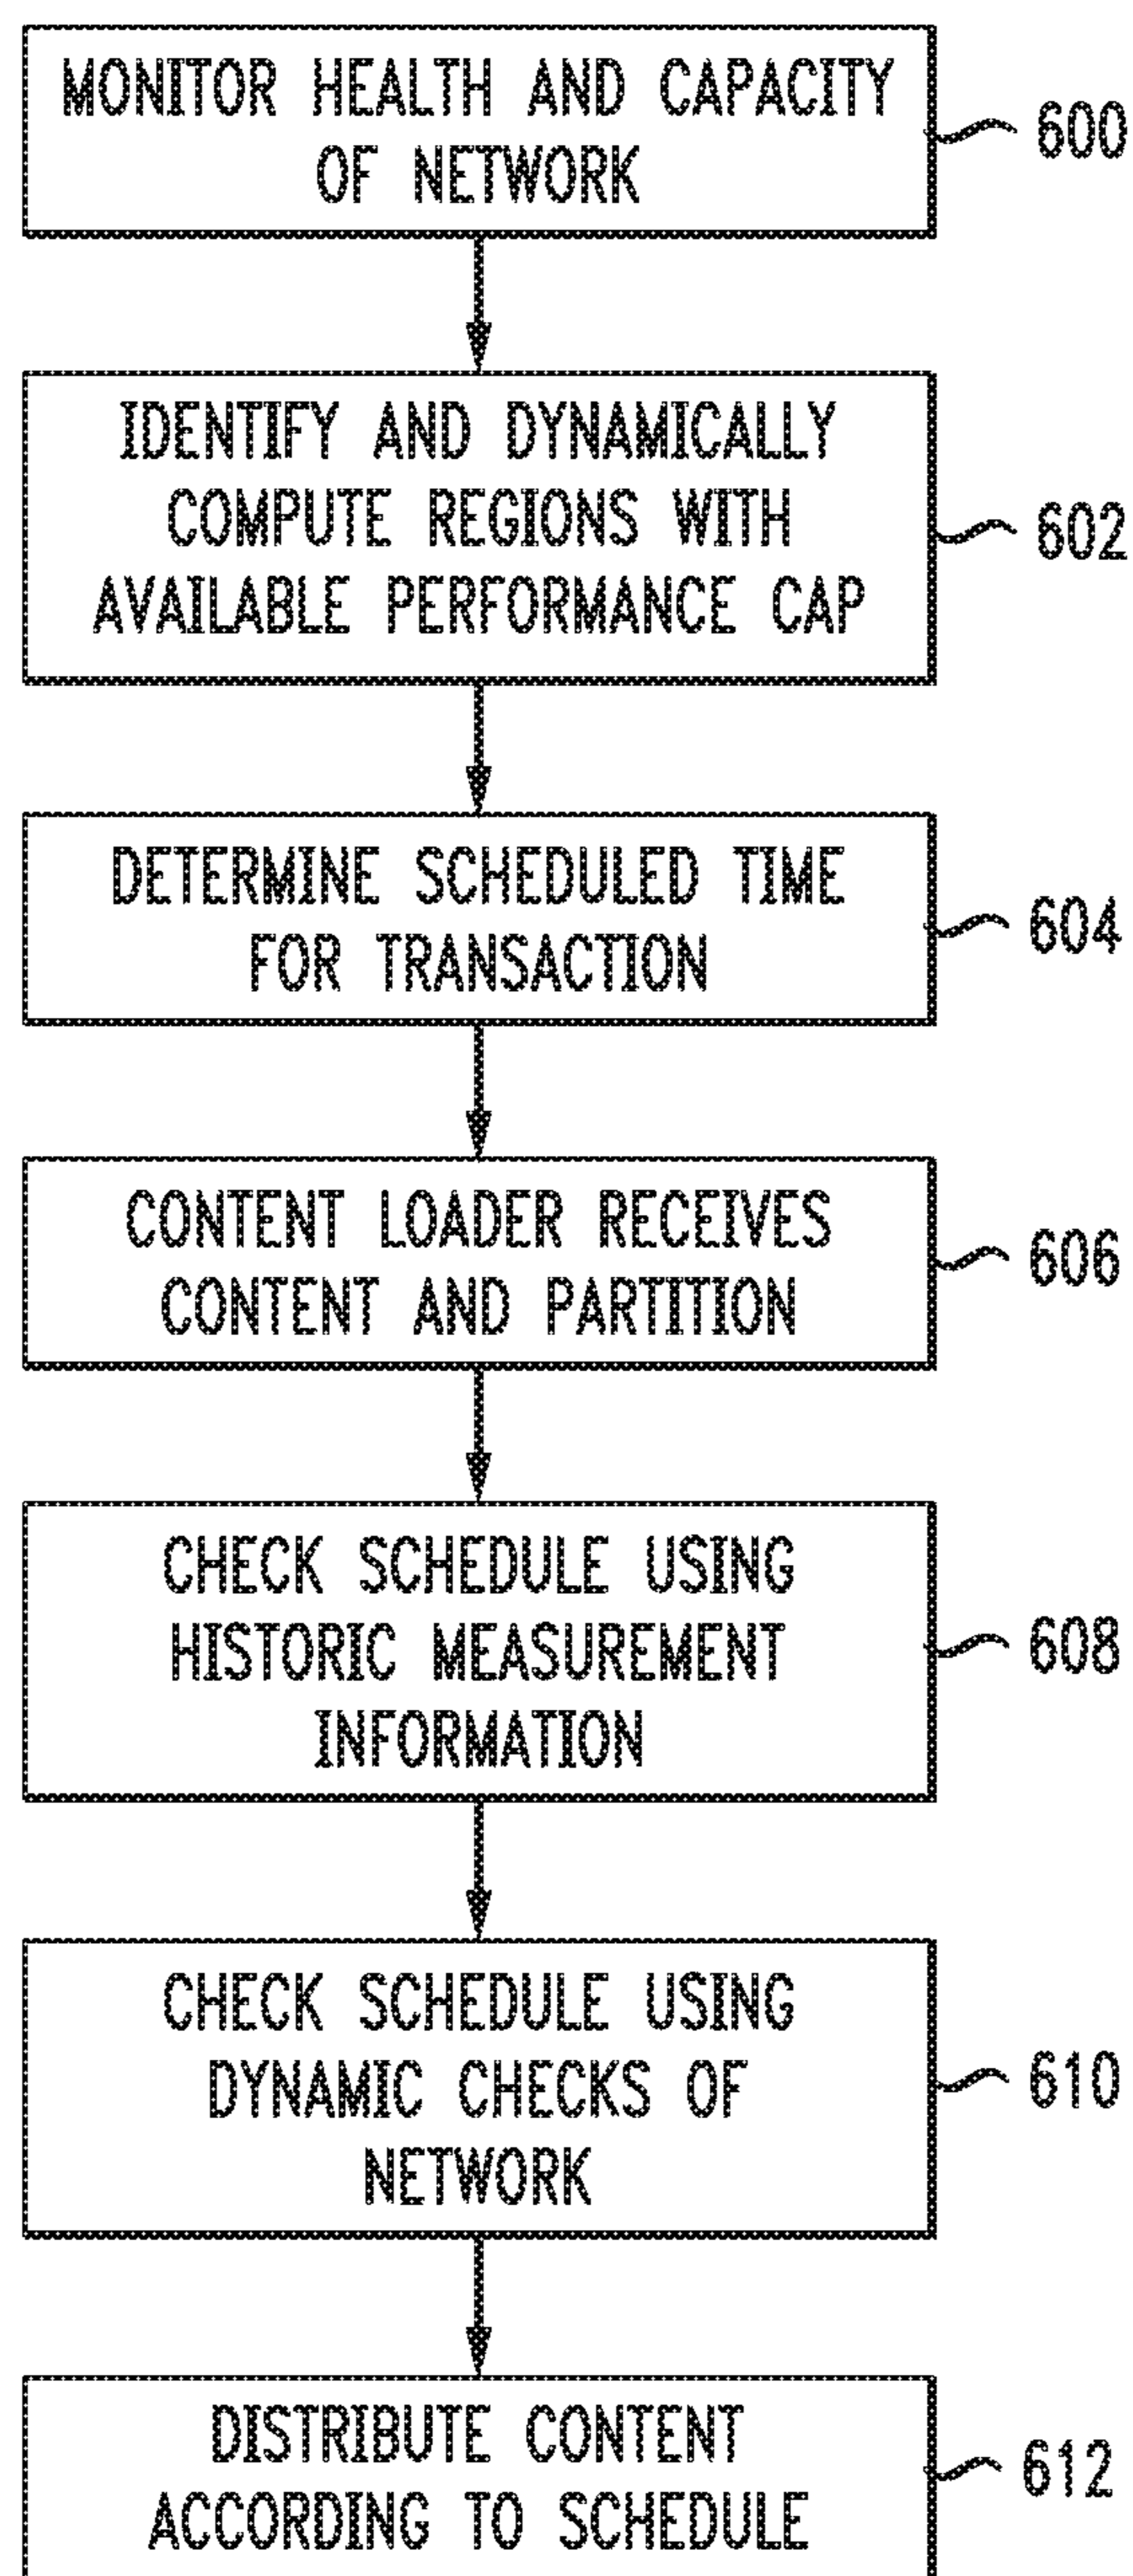 MONITOR HEALTH AND CAPACITY
OF NETWORK
600
IDENTIFY AND DYNAMICALLY
COMPUTE REGIONS WITH
AVAILABLE PERFORMANCE CAP
602
DETERMINE SCHEDULED TIME
FOR TRANSACTION
604
CONTENT LOADER RECEIVES
CONTENT AND PARTITION
606
CHECK SCHEDULE USING
HISTORIC MEASUREMENT
INFORMATION
608
CHECK SCHEDULE USING
DYNAMIC CHECKS OF
NETWORK
610
DISTRIBUTE CONTENT
ACCORDING TO SCHEDULE
612